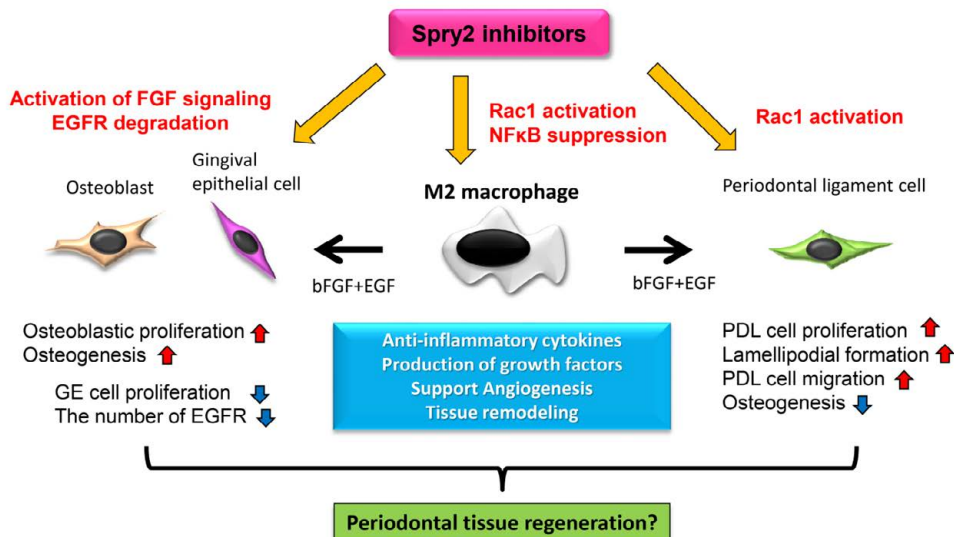 Spry2 inhibitors
Activation of FGF signaling
EGFR degradation
Rac1 activation
NFκB suppression
Rac1 activation
Osteoblast
Gingival
epithelial cell
M2 macrophage
Periodontal ligament cell
bFGF+EGF
bFGF+EGF
Osteoblastic proliferation
Osteogenesis
GE cell proliferation
The number of EGFR
Anti-inflammatory cytokines
Production of growth factors
Support Angiogenesis
Tissue remodeling
PDL cell proliferation
Lamellipodial formation
PDL cell migration
Osteogenesis
Periodontal tissue regeneration?